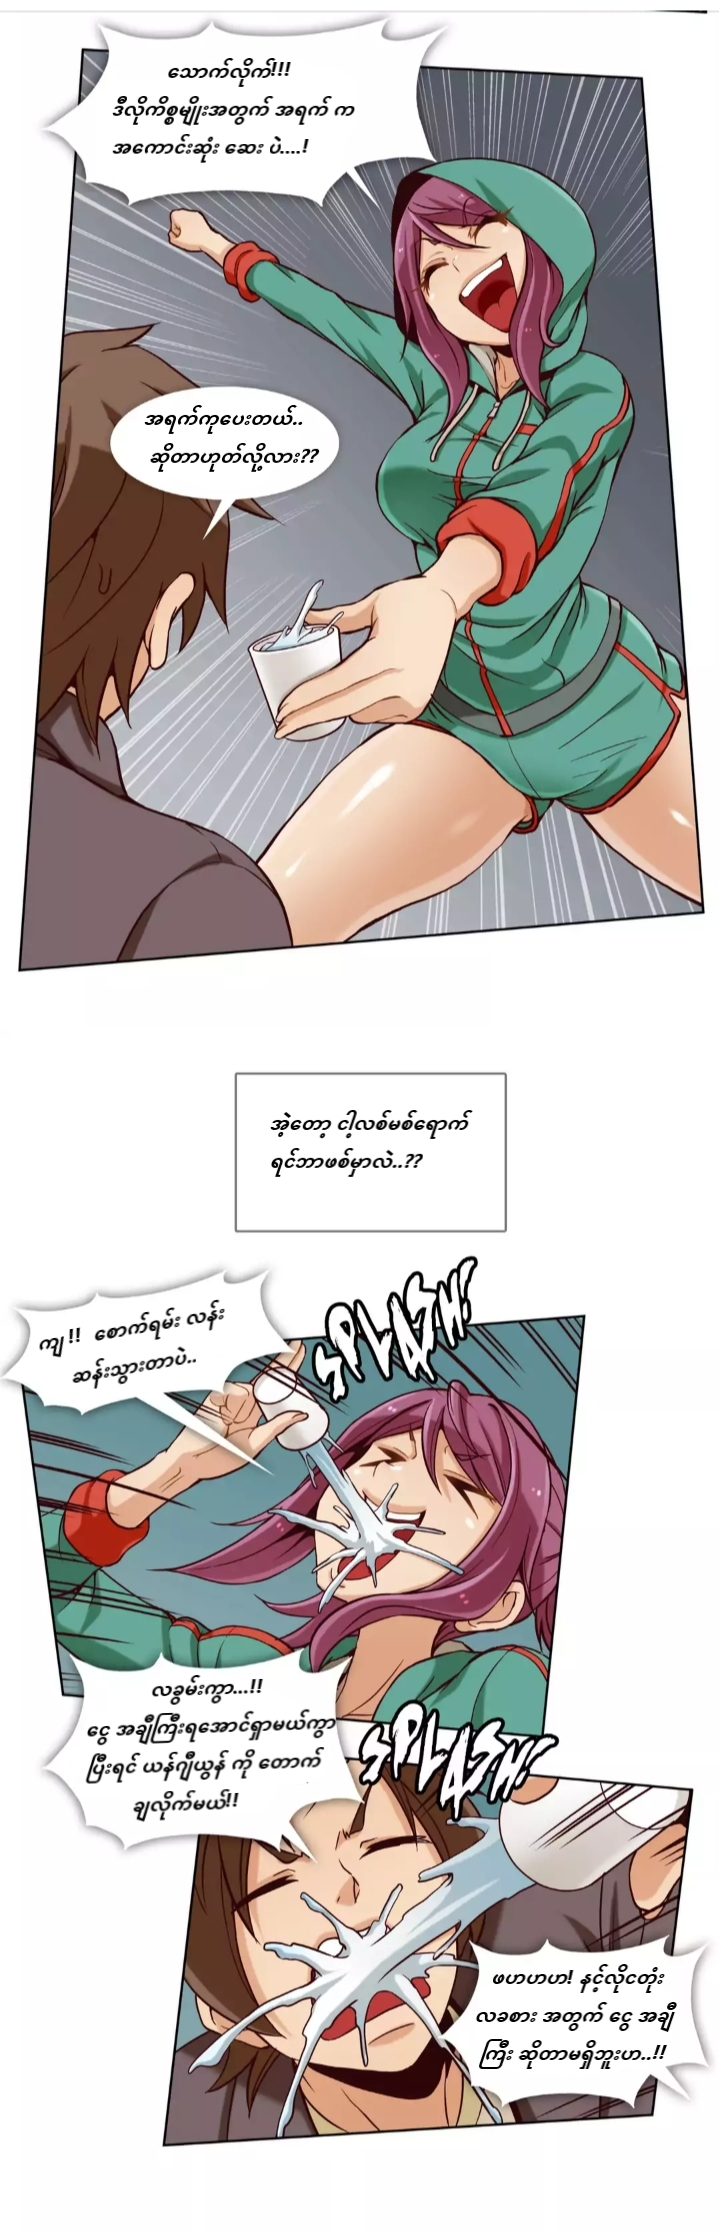 သောက်လိုက်!!!
ဒီလိုကိစ္စမျိုးအတွက် အရက် က
အကောင်းဆုံး ဆေး ပဲ....!
အရက်ကုပေးတယ်..
ဆိုတာဟုတ်လို့လား??
အဲ့တော့ ငါ့လစ်မစ်ရောက်
ရင်ဘာဖစ်မှာလဲ..??
ကျ !! စောက်ရမ်း လန်း
ဆန်းသွားတာပဲ..
SPLASH!
လခွမ်းကွာ...!!
ငွေ အချီကြီးရအောင်ရှာမယ်ကွာ
ပြီးရင် ယန်ဂျီယွန် ကို တောက်
ချလိုက်မယ်!!
SPLASH!
ဖဟဟဟ! နင့်လိုငတုံး
လခစား အတွက် ငွေ အချီ
ကြီး ဆိုတာမရှိဘူးဟ..!!